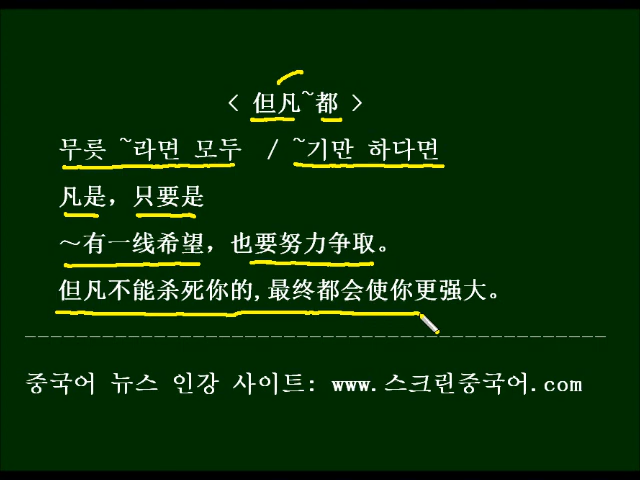 < 但凡~都 >
무릇 ~라면 모두 / ~기만 하다면
凡是，只要是
～有一线希望，也要努力争取。
但凡不能杀死你的,最终都会使你更强大。
중국어 뉴스 인강 사이트: www.스크린중국어.com